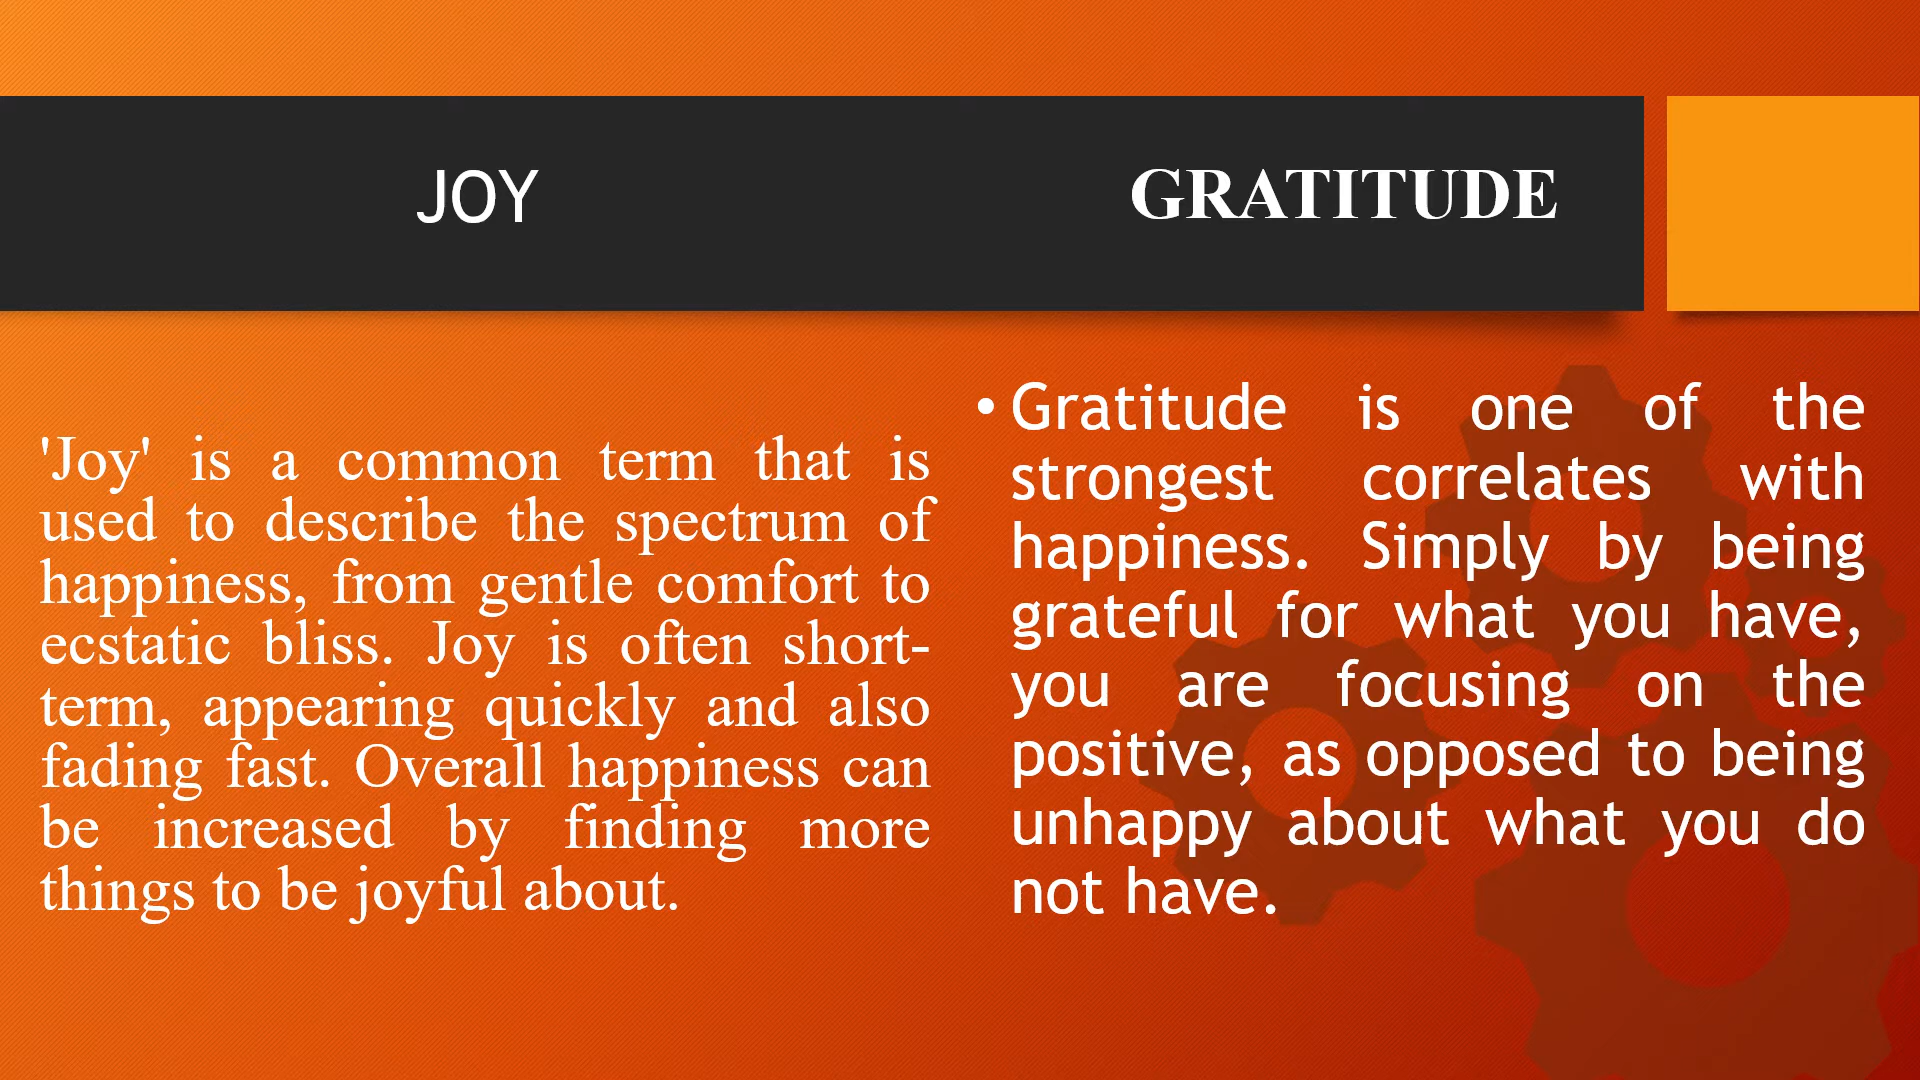 JOY
GRATITUDE
'Joy' is a common term that is
used to describe the spectrum of
happiness, from gentle comfort to
ecstatic bliss. Joy is often short-
term, appearing quickly and also
fading fast. Overall happiness can
be increased by finding more
things to be joyful about.
• Gratitude is one of the
strongest correlates with
happiness. Simply by being
grateful for what you have,
you are focusing on the
positive, as opposed to being
unhappy about what you do
not have.